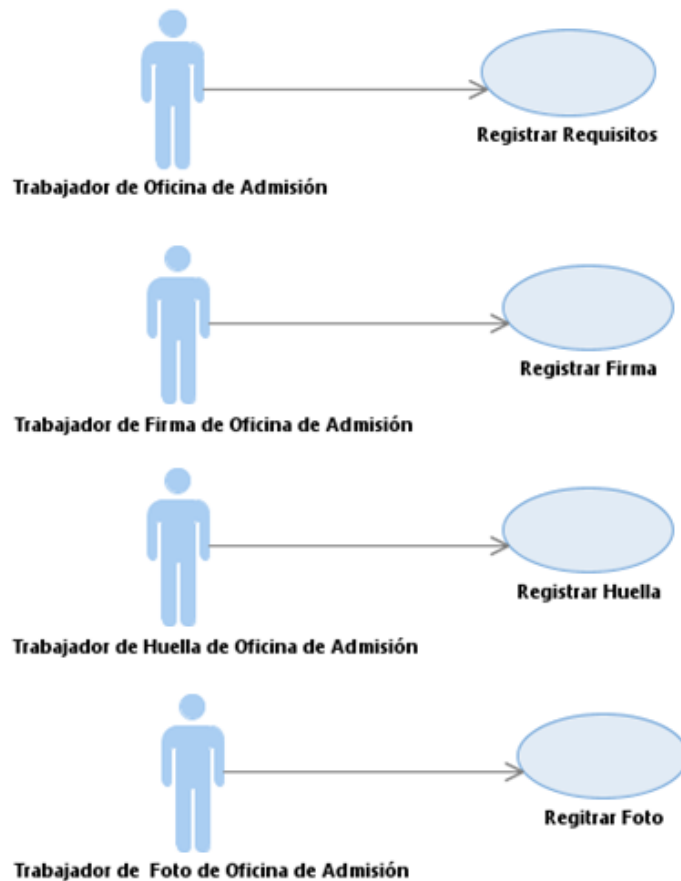 Registrar Requisitos
Trabajador de Oficina de Admisión
Registrar Firma
Trabajador de Firma de Oficina de Admisión
Registrar Huella
Trabajador de Huella de Oficina de Admisión
Regitrar Foto
Trabajador de Foto de Oficina de Admisión